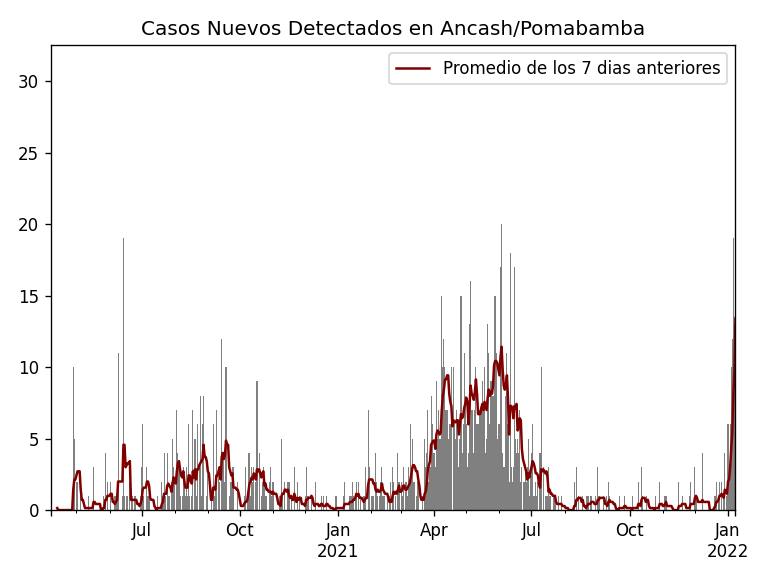 Casos Nuevos Detectados en Ancash/Pomabamba
Promedio de los 7 dias anteriores
30
25
20
15
10
5
0
Jul Oct Jan Apr Jul Oct Jan
2021 2022